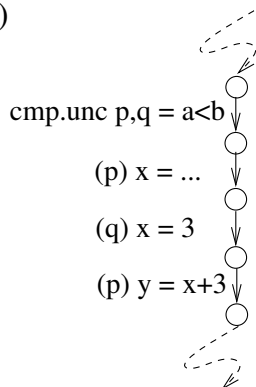 )
cmp.unc p,q = a<b
(p) x = ...
(q) x = 3
(p) y = x+3